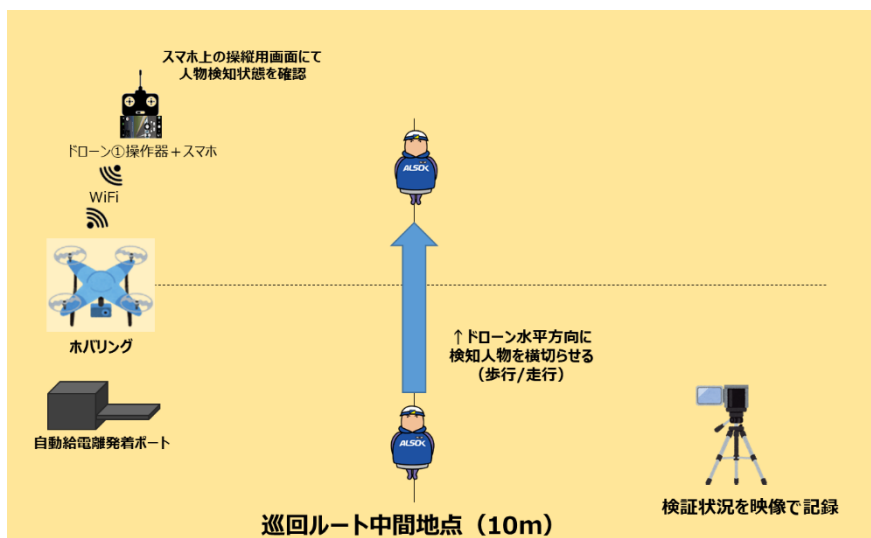 スマホ上の操縦用画面にて
人物検知状態を確認
ドローン①操作器+スマホ
WiFi
ALSOK
ホバリング
↑ドローン水平方向に
検知人物を横切らせる
(歩行/走行)
自動給電離発着ポート
ALSOK
検証状況を映像で記録
巡回ルート中間地点(10m)